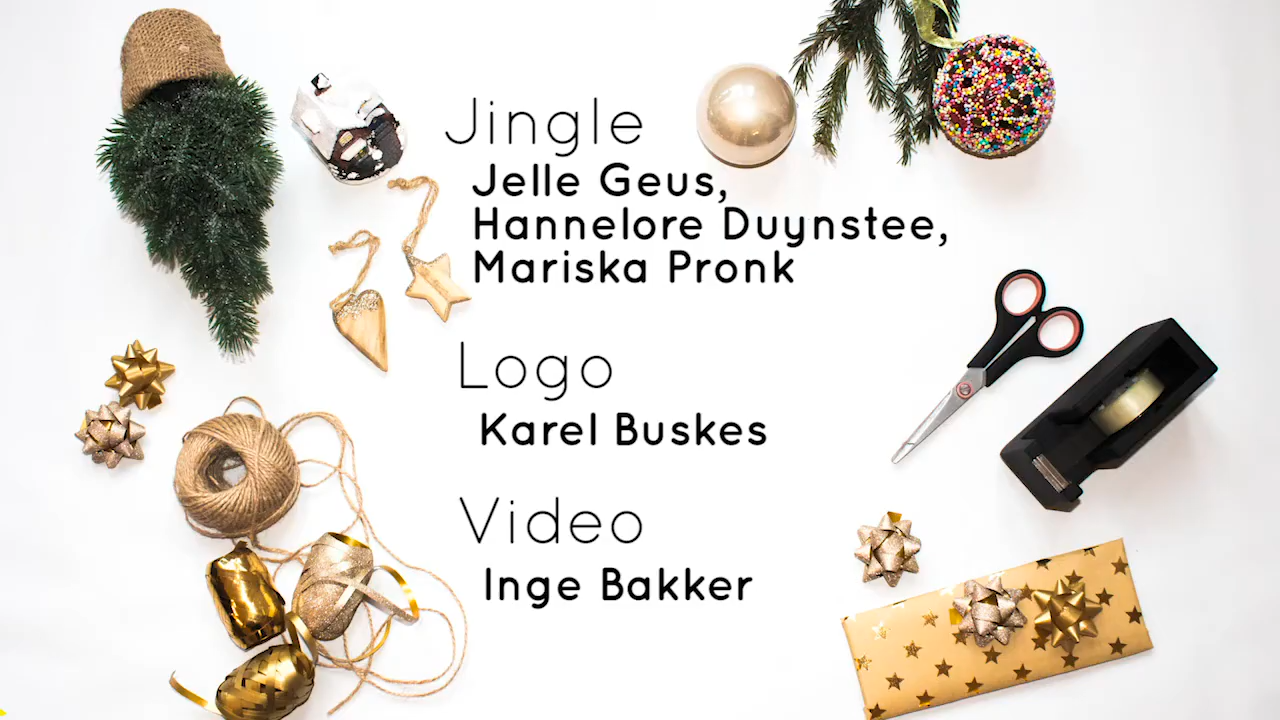 Jingle
Jelle Geus,
Hannelore Duynstee,
Mariska Pronk
Logo
Karel Buskes
Video
Inge Bakker